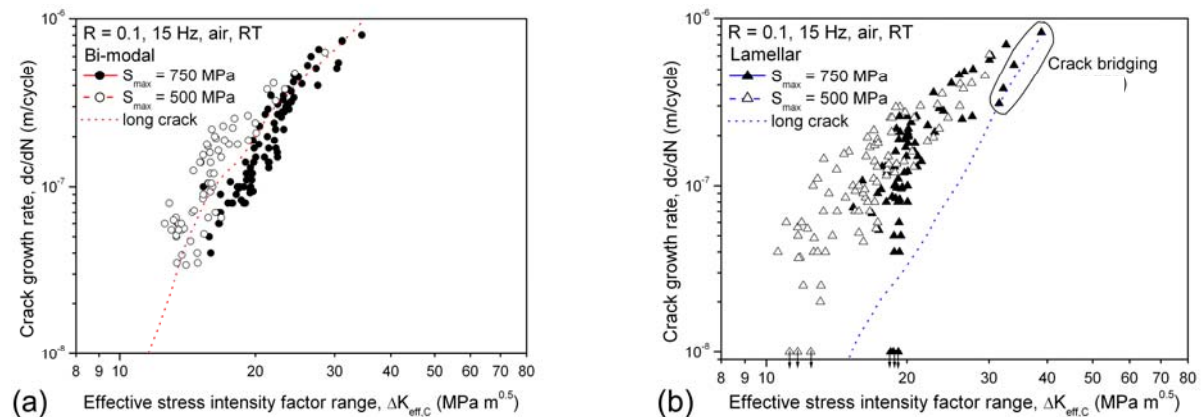 R = 0.1, 15 Hz, air, RT
Bi-modal
S_max = 750 MPa
S_max = 500 MPa
long crack
Crack growth rate, dc/dN (m/cycle)
10^-6
10^-7
10^-8
8 9 10 20 30 40 50 60 70 80
Effective stress intensity factor range, ΔK_eff,C (MPa m^0.5)
(a)
R = 0.1, 15 Hz, air, RT
Lamellar
S_max = 750 MPa
S_max = 500 MPa
long crack
Crack bridging
)
Crack growth rate, dc/dN (m/cycle)
10^-6
10^-7
10^-8
8 9 10 20 30 40 50 60 70 80
Effective stress intensity factor range, ΔK_eff,C (MPa m^0.5)
(b)